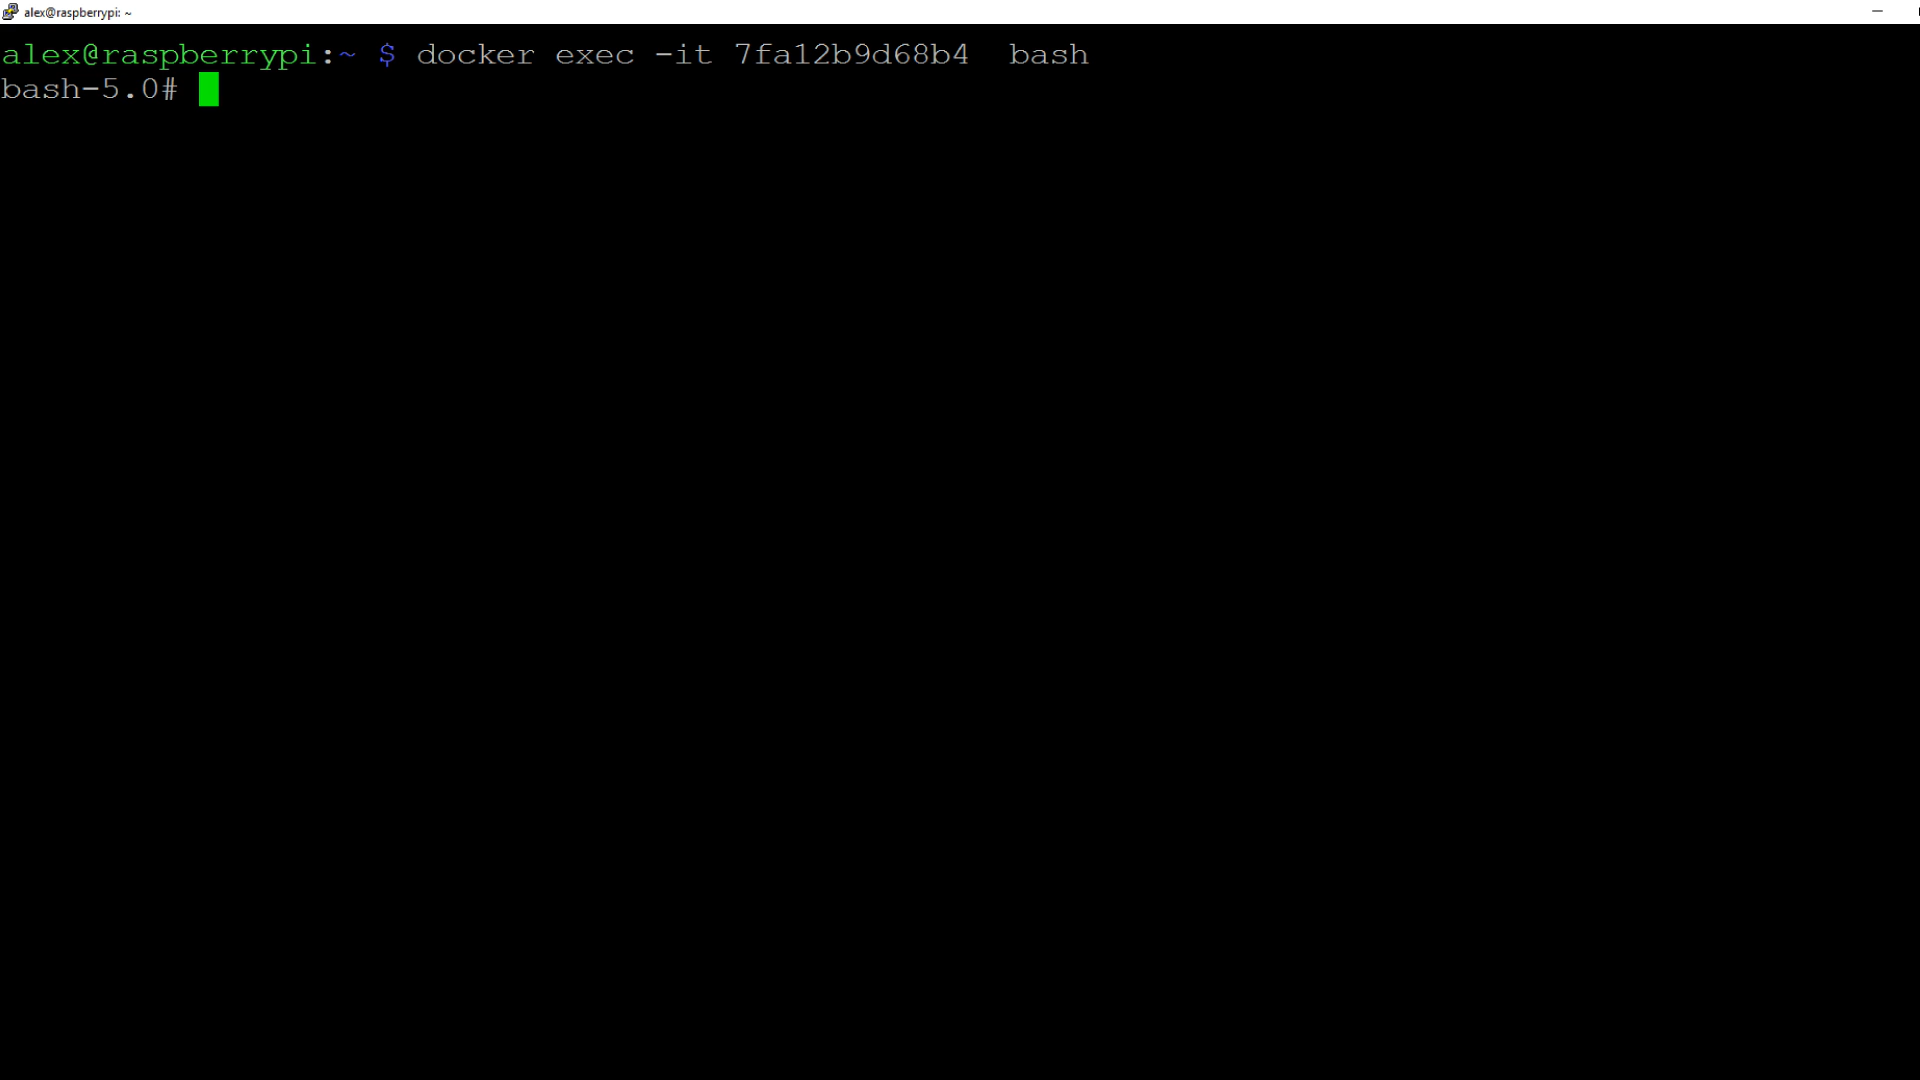 alex@raspberrypi: ~
alex@raspberrypi:~ $ docker exec -it 7fa12b9d68b4  bash
bash-5.0#